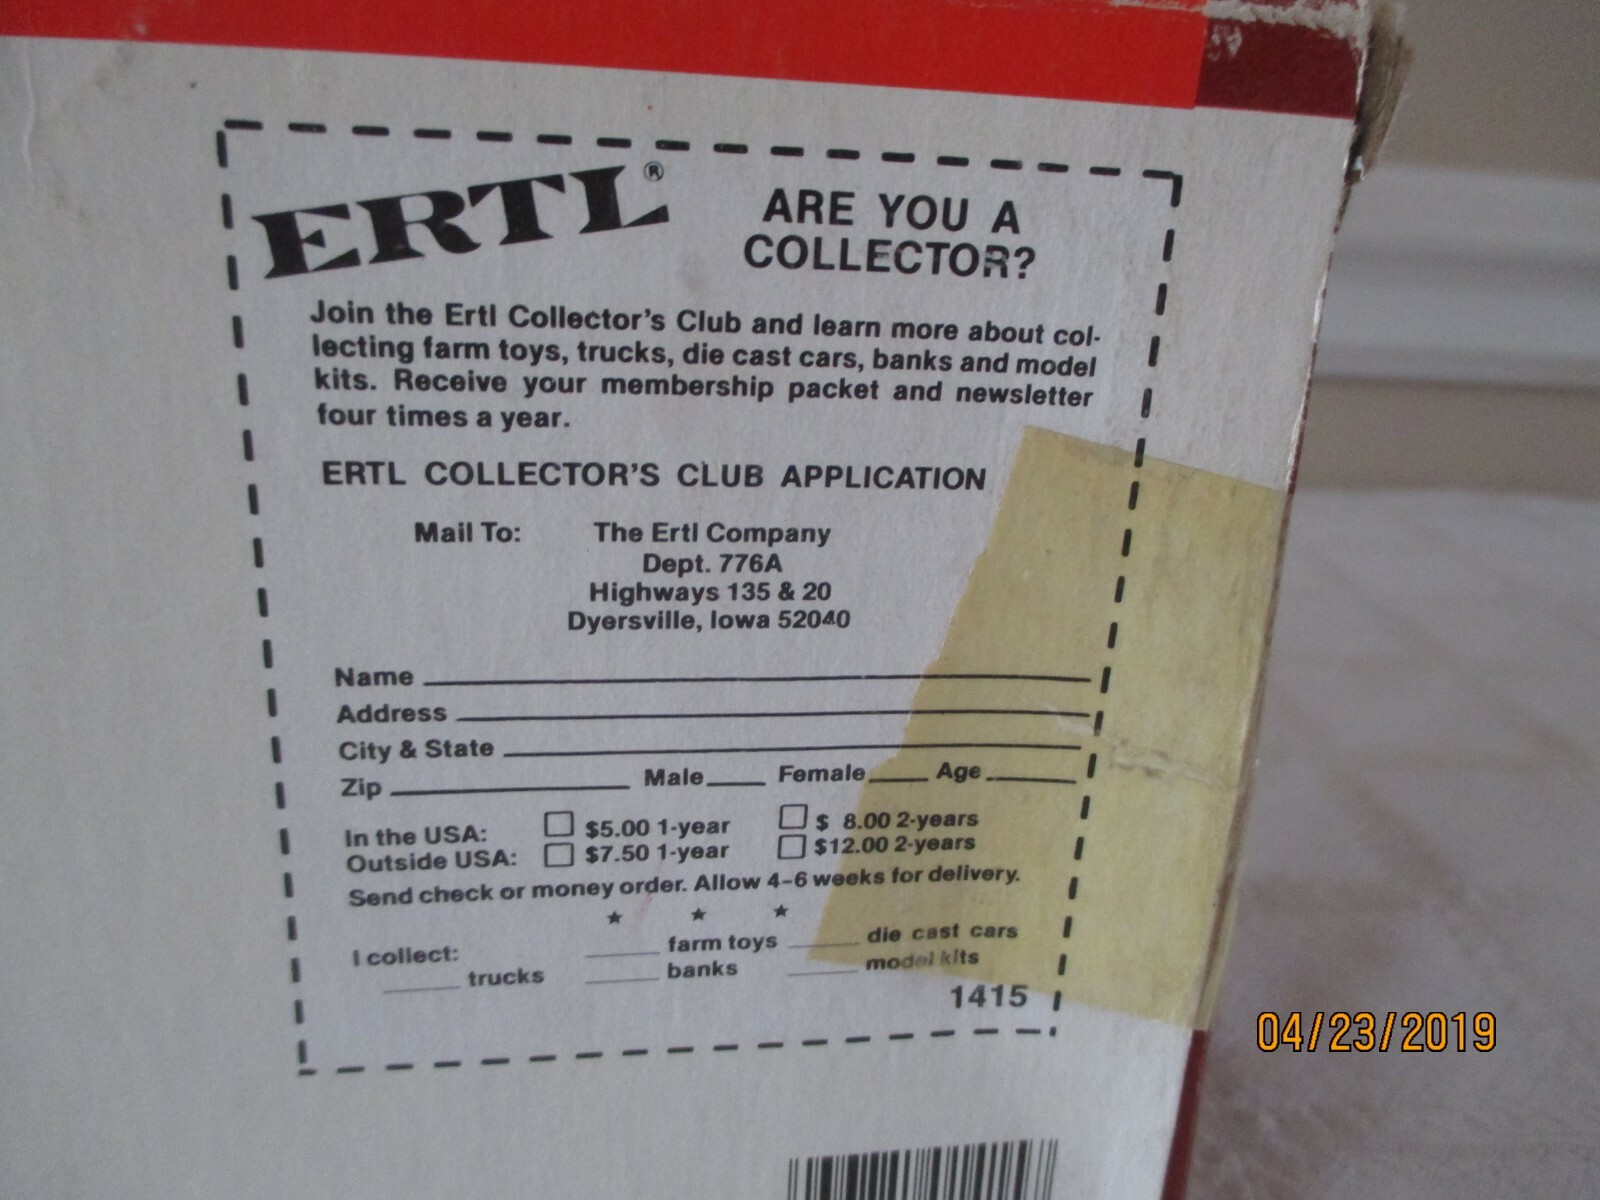 ERTL®
ARE YOU A
COLLECTOR?
Join the Ertl Collector's Club and learn more about col-
lecting farm toys, trucks, die cast cars, banks and model
kits. Receive your membership packet and newsletter
four times a year.
ERTL COLLECTOR'S CLUB APPLICATION
Mail To: The Ertl Company
Dept. 776A
Highways 135 & 20
Dyersville, Iowa 52040
Name
Address
City & State
Zip Male Female Age
In the USA: $5.00 1-year $ 8.00 2-years
Outside USA: $7.50 1-year $12.00 2-years
Send check or money order. Allow 4-6 weeks for delivery.
★ ★ ★
I collect: farm toys die cast cars
trucks banks model kits
1415
04/23/2019